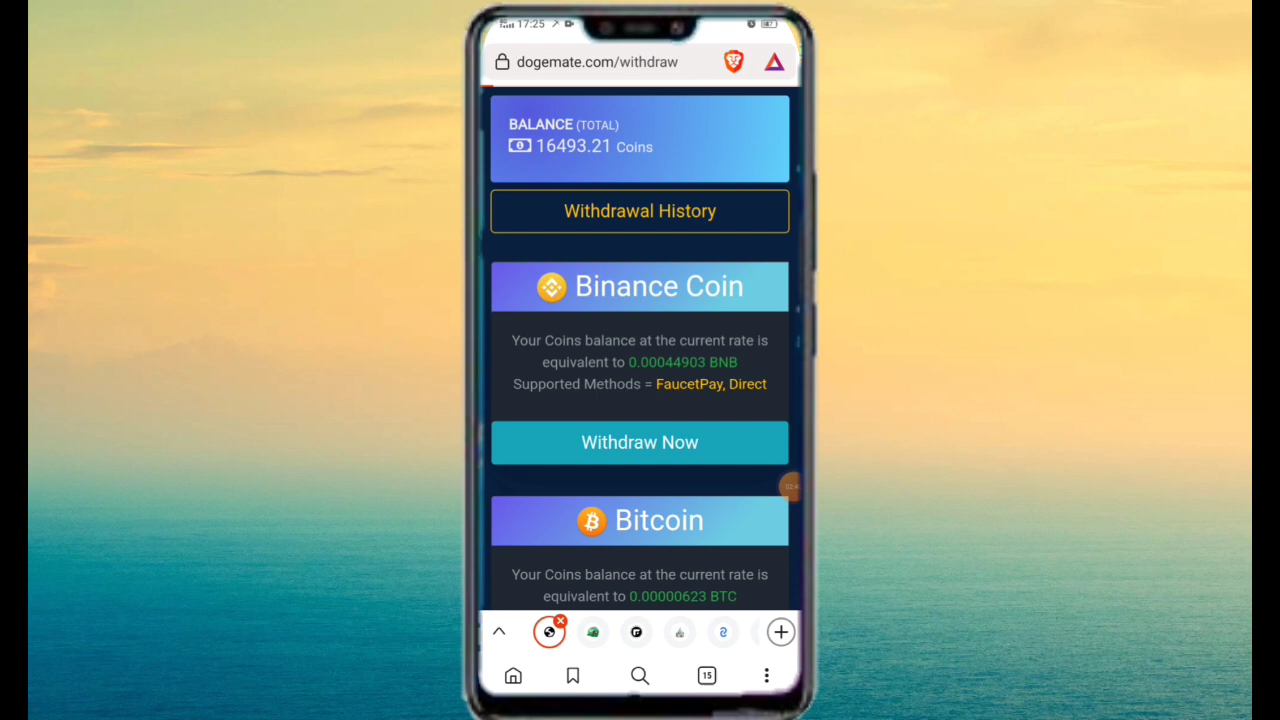 17:25
dogemate.com/withdraw
BALANCE (TOTAL)
16493.21 Coins
Withdrawal History
Binance Coin
Your Coins balance at the current rate is
equivalent to 0.00044903 BNB
Supported Methods = FaucetPay, Direct
Withdraw Now
Bitcoin
Your Coins balance at the current rate is
equivalent to 0.00000623 BTC
15